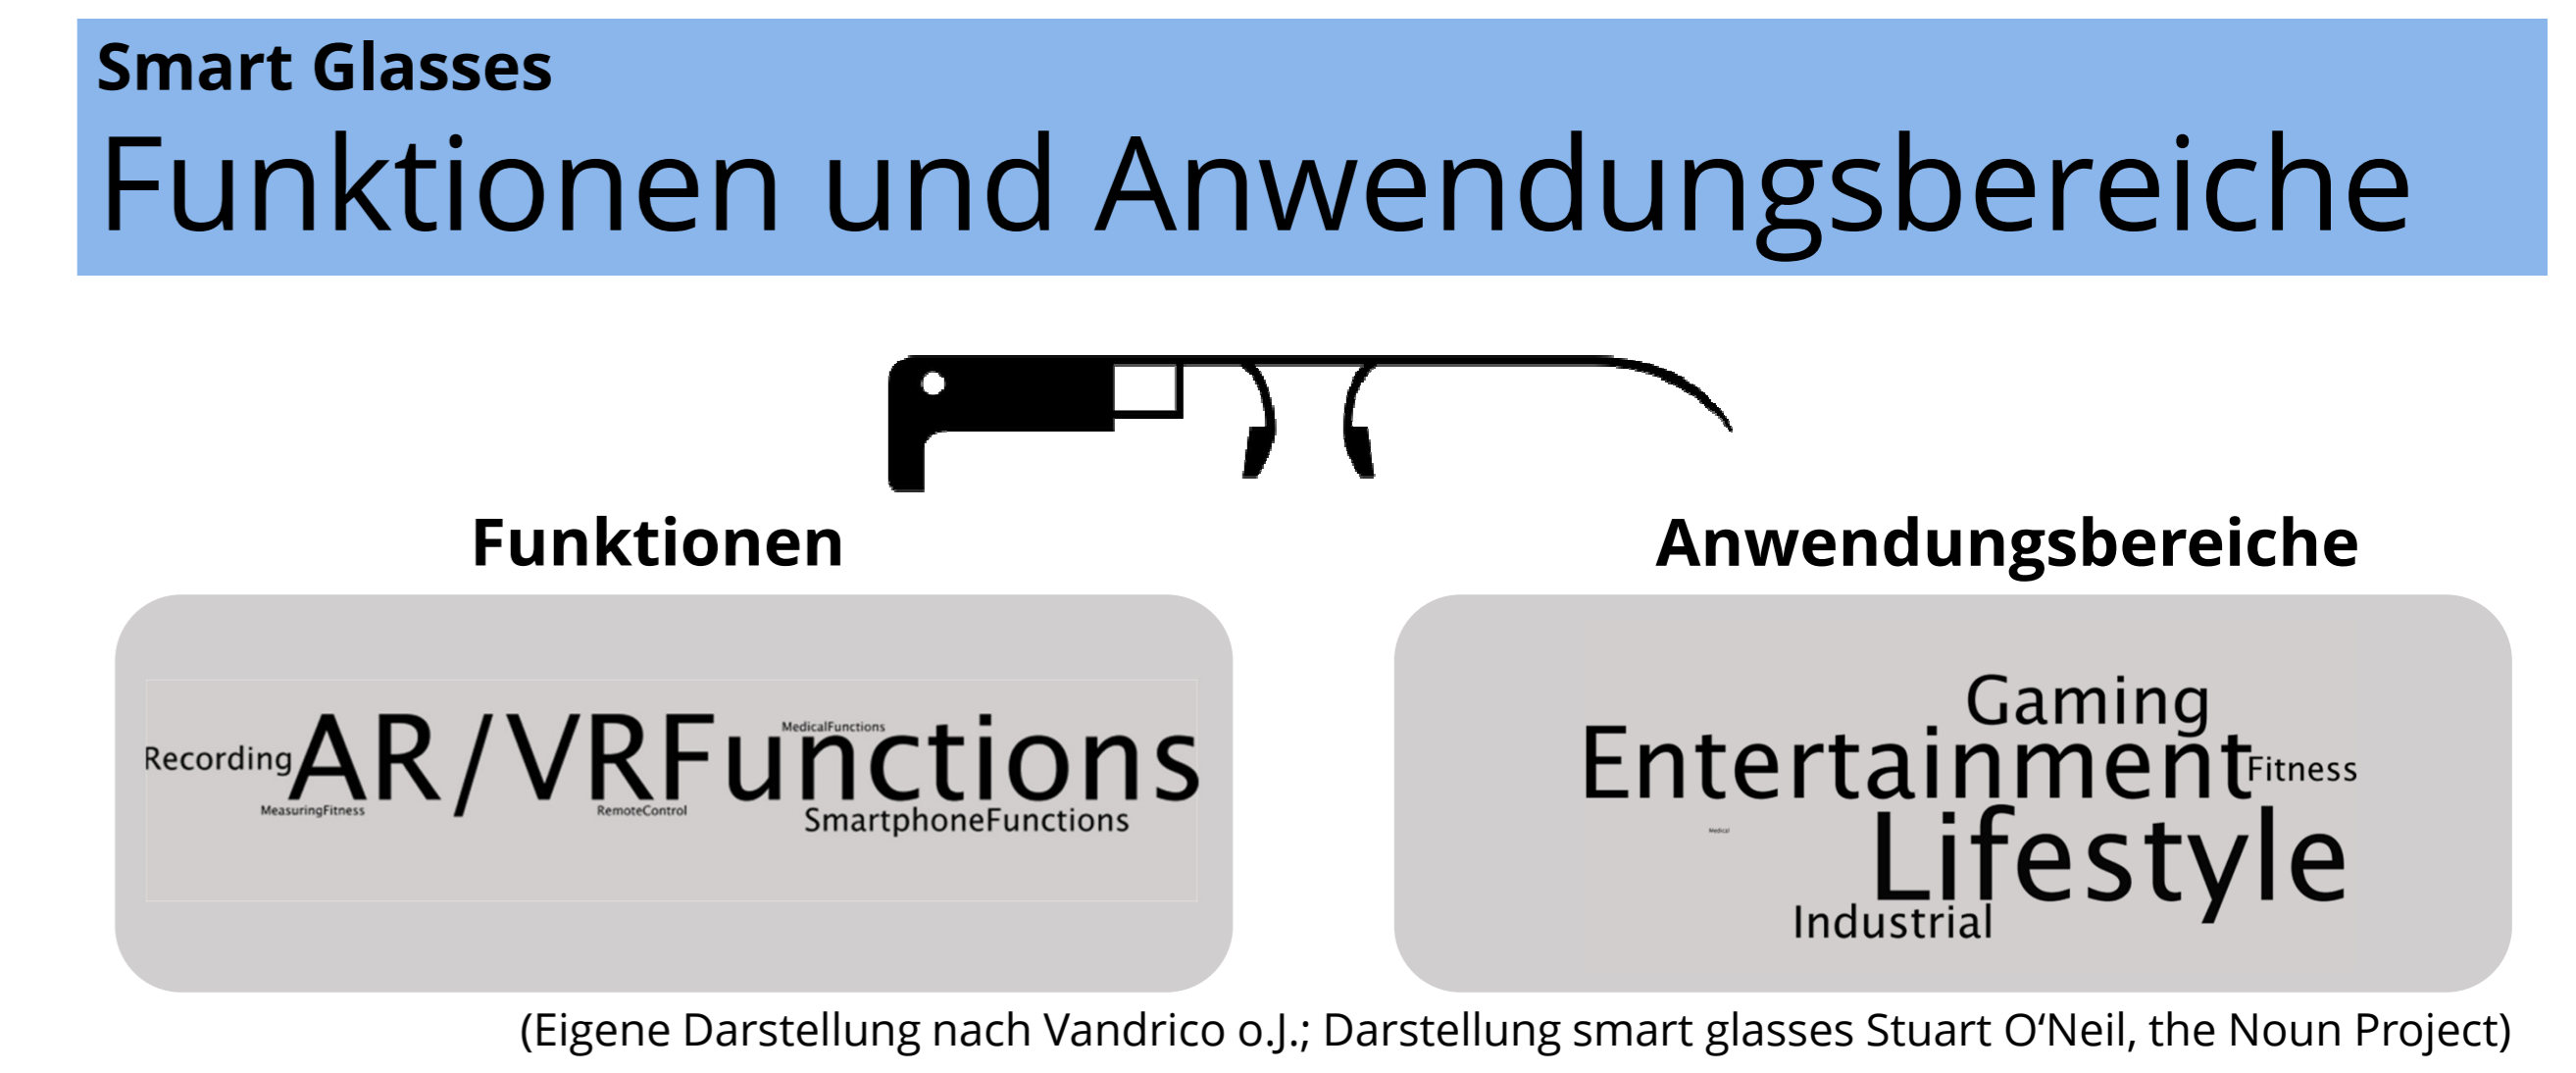 Smart Glasses
Funktionen und Anwendungsbereiche
Funktionen
MedicalFunctions
Recording AR/VRFunctions
MeasuringFitness RemoteControl
SmartphoneFunctions
Anwendungsbereiche
Gaming
Entertainment Fitness
Medical
Lifestyle
Industrial
(Eigene Darstellung nach Vandrico o.J.; Darstellung smart glasses Stuart O‘Neil, the Noun Project)